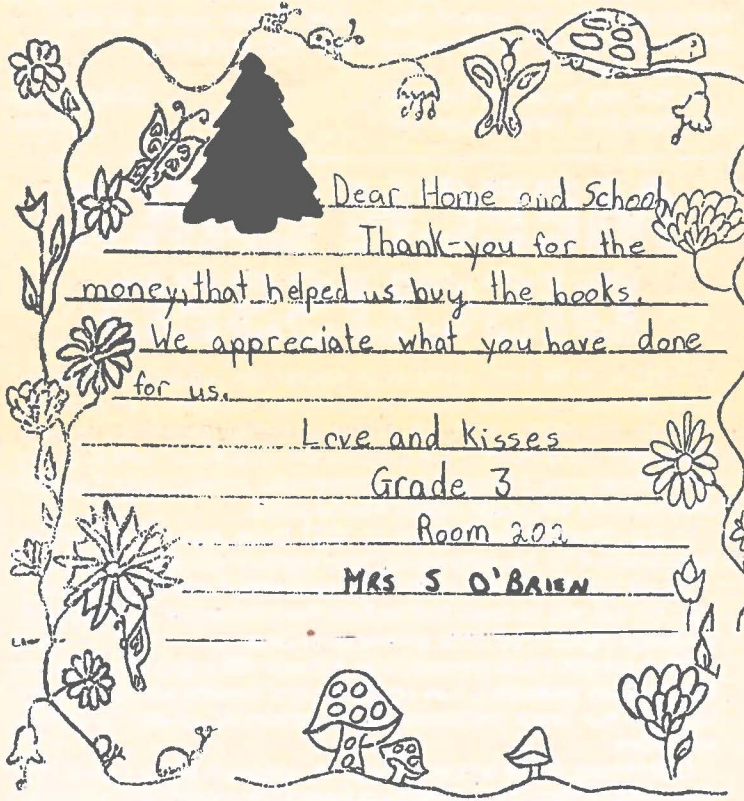 Dear Home and School
Thank-you for the
money, that helped us buy the books.
We appreciate what you have done
for us.
Love and Kisses
Grade 3
Room 202
MRS S O'BRIEN